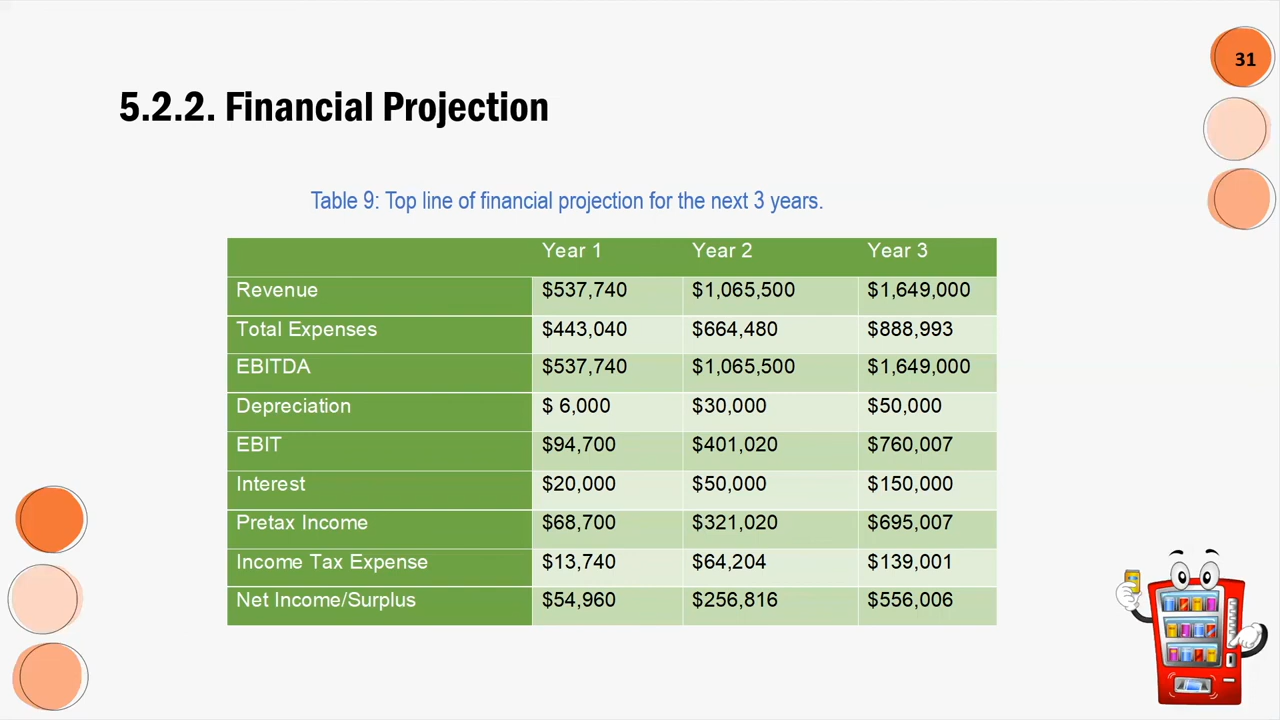 31
5.2.2. Financial Projection
Table 9: Top line of financial projection for the next 3 years.
Year 1 Year 2 Year 3
Revenue $537,740 $1,065,500 $1,649,000
Total Expenses $443,040 $664,480 $888,993
EBITDA $537,740 $1,065,500 $1,649,000
Depreciation $ 6,000 $30,000 $50,000
EBIT $94,700 $401,020 $760,007
Interest $20,000 $50,000 $150,000
Pretax Income $68,700 $321,020 $695,007
Income Tax Expense $13,740 $64,204 $139,001
Net Income/Surplus $54,960 $256,816 $556,006